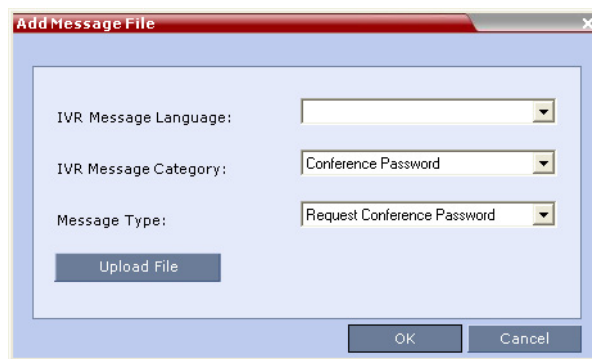 Add Message File
IVR Message Language:
IVR Message Category: Conference Password
Message Type: Request Conference Password
Upload File
OK Cancel